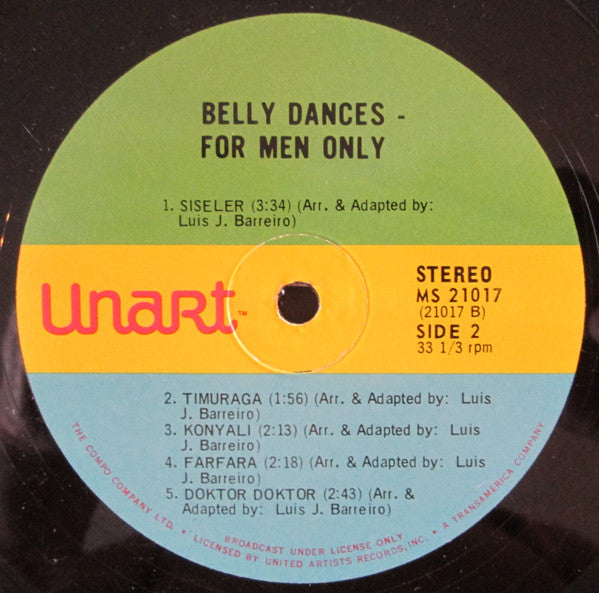 BELLY DANCES -
FOR MEN ONLY
1. SISELER (3:34) (Arr. & Adapted by:
Luis J. Barreiro)
Unart™
STEREO
MS 21017
(21017 B)
SIDE 2
33 1/3 rpm
2. TIMURAGA (1:56) (Arr. & Adapted by: Luis
J. Barreiro)
3. KONYALI (2:13) (Arr. & Adapted by: Luis
J. Barreiro)
4. FARFARA (2:18) (Arr. & Adapted by: Luis
J. Barreiro)
5. DOKTOR DOKTOR (2:43) (Arr. &
Adapted by: Luis J. Barreiro)
BROADCAST UNDER LICENSE ONLY
THE COMPO COMPANY LTD. • LICENSED BY UNITED ARTISTS RECORDS, INC. • A TRANSAMERICA COMPANY